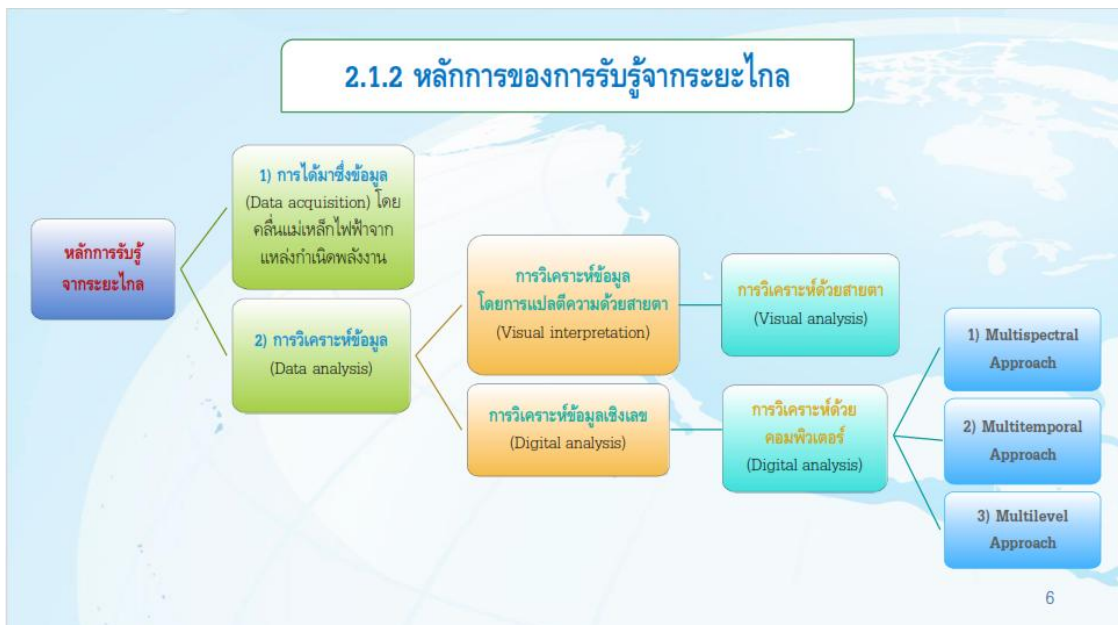 2.1.2 หลักการของการรับรู้จากระยะไกล
หลักการรับรู้
จากระยะไกล
1) การได้มาซึ่งข้อมูล
(Data acquisition) โดย
คลื่นแม่เหล็กไฟฟ้าจาก
แหล่งกำเนิดพลังงาน
2) การวิเคราะห์ข้อมูล
(Data analysis)
การวิเคราะห์ข้อมูล
โดยการแปลตีความด้วยสายตา
(Visual interpretation)
การวิเคราะห์ข้อมูลเชิงเลข
(Digital analysis)
การวิเคราะห์ด้วยสายตา
(Visual analysis)
การวิเคราะห์ด้วย
คอมพิวเตอร์
(Digital analysis)
1) Multispectral
Approach
2) Multitemporal
Approach
3) Multilevel
Approach
6